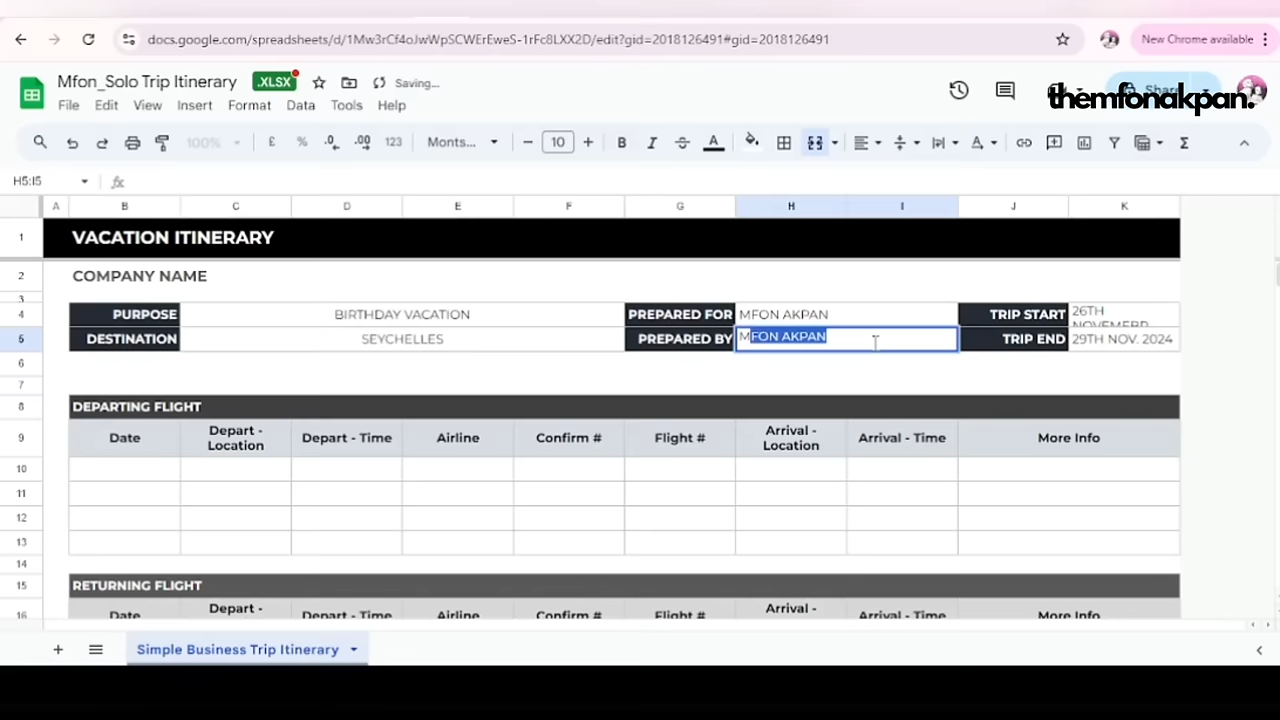 docs.google.com/spreadsheets/d/1Mw3rCf4oJwWpSCWErEweS-1rFc8LXX2D/edit?gid=2018126491#gid=2018126491
New Chrome available
Mfon_Solo Trip Itinerary .XLSX Saving...
themfonakpan.
File Edit View Insert Format Data Tools Help
100% £ % .0 .00 123 Monts... 10 B I A
H5:I5 fx
A B C D E F G H I J K
1 VACATION ITINERARY
2 COMPANY NAME
3
4 PURPOSE BIRTHDAY VACATION PREPARED FOR MFON AKPAN TRIP START 26TH
NOVEMEBR
5 DESTINATION SEYCHELLES PREPARED BY MFON AKPAN TRIP END 29TH NOV. 2024
6
7
8 DEPARTING FLIGHT
9 Date Depart - Location Depart - Time Airline Confirm # Flight # Arrival - Location Arrival - Time More Info
10
11
12
13
14
15 RETURNING FLIGHT
16 Date Depart - Depart - Time Airline Confirm # Flight # Arrival - Arrival - Time More Info
Simple Business Trip Itinerary